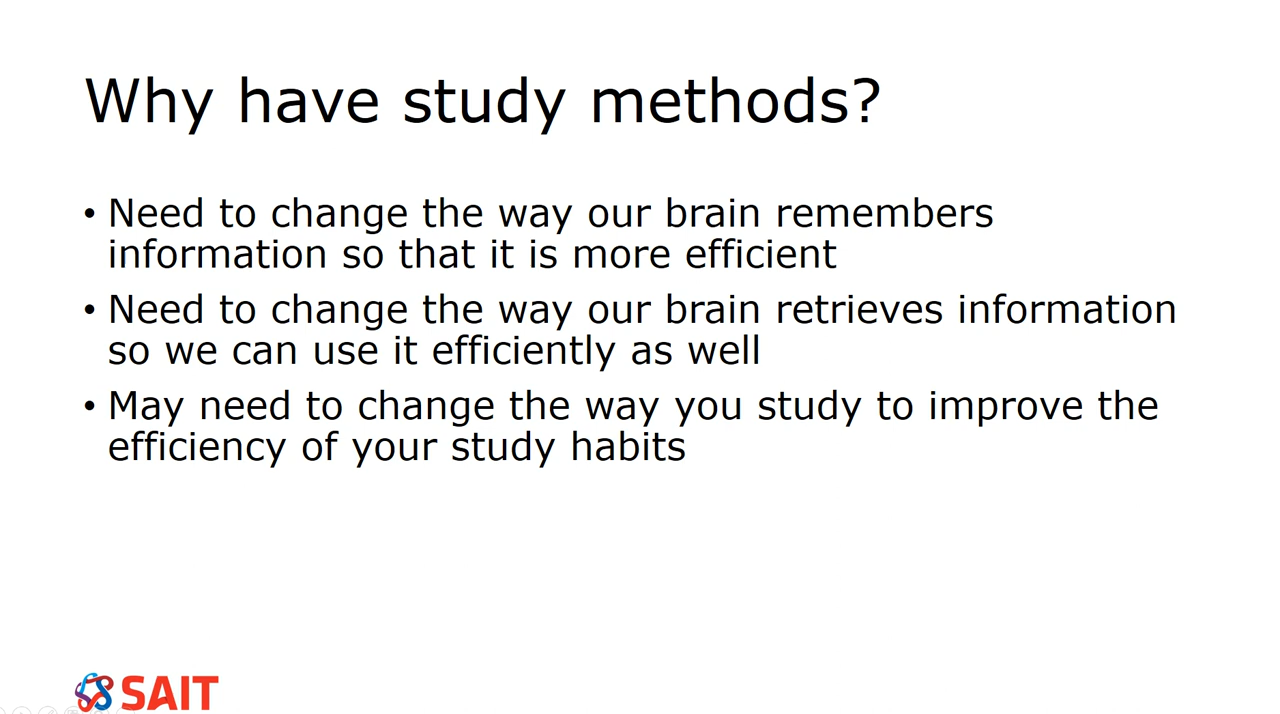 Why have study methods?
• Need to change the way our brain remembers
information so that it is more efficient
• Need to change the way our brain retrieves information
so we can use it efficiently as well
• May need to change the way you study to improve the
efficiency of your study habits
SAIT